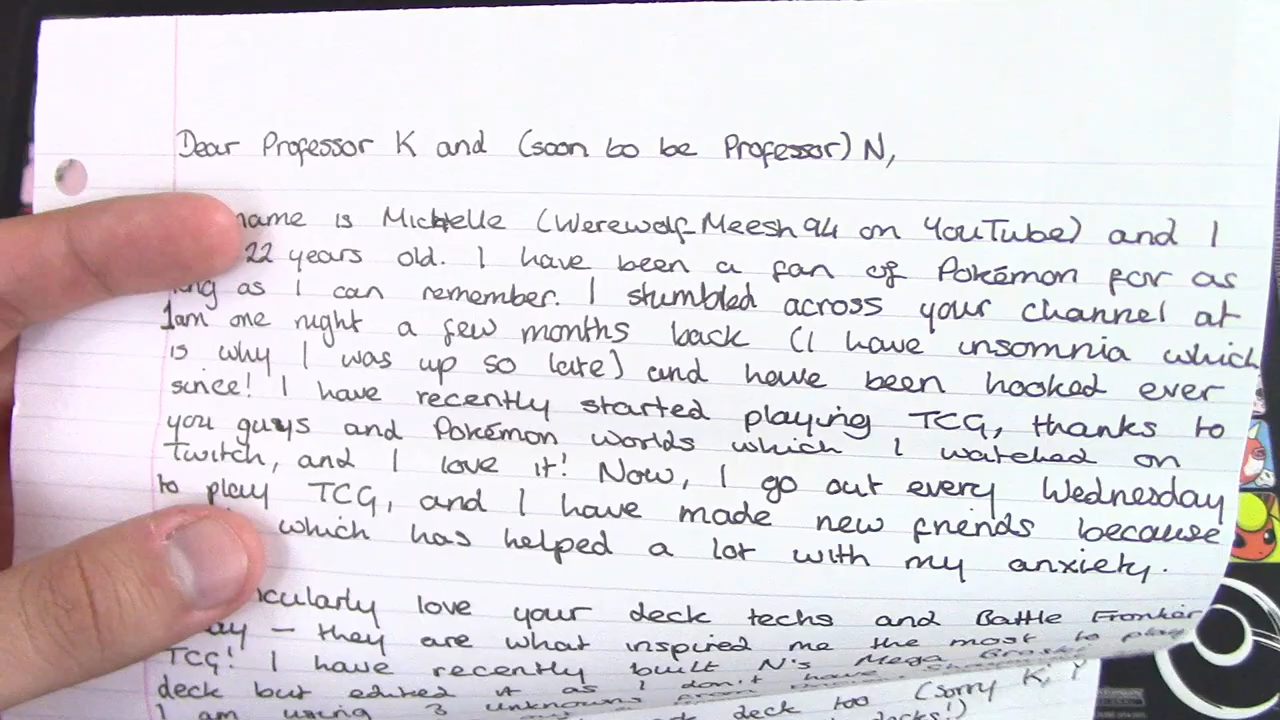 Dear Professor K and (soon to be Professor) N,
name is Michelle (Werewolf_Meesh94 on YouTube) and I
22 years old. I have been a fan of Pokémon for as
as I can remember. I stumbled across your channel at
1am one night a few months back (I have insomnia which
is why I was up so late) and have been hooked ever
since! I have recently started playing TCG, thanks to
you guys and Pokémon worlds which I watched on
Twitch, and I love it! Now, I go out every Wednesday
to play TCG, and I have made new friends because
which has helped a lot with my anxiety.
love your deck techs and Battle Frontier
– they are what inspired me the most to play
TCG! I have recently built N's Mega
deck but edited it as I don't have
I am using 3 unknowns from
deck too (sorry K, I
decks!)